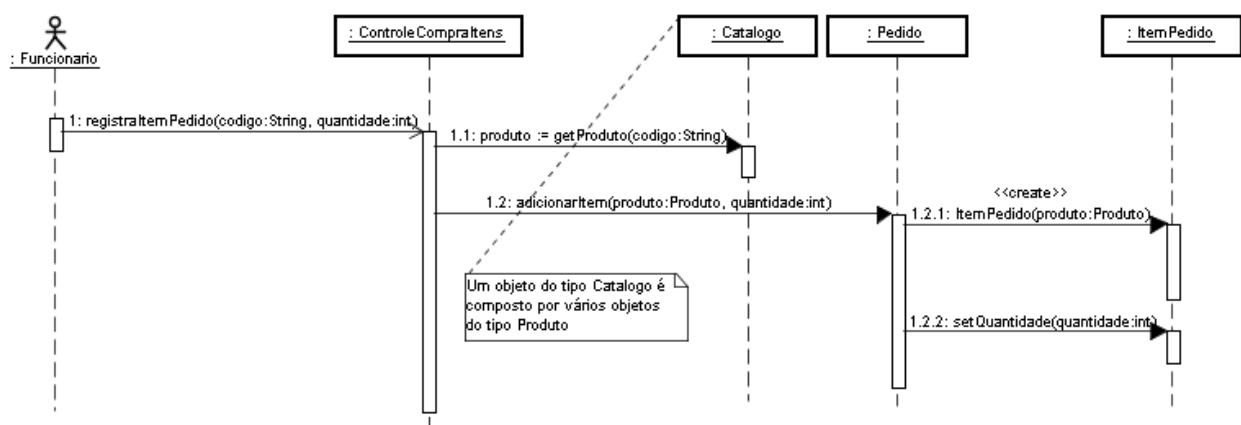 : Funcionario
: ControleCompraItens
: Catalogo
: Pedido
: ItemPedido
1: registraItemPedido(codigo:String, quantidade:int)
1.1: produto := getProduto(codigo:String)
1.2: adicionarItem(produto:Produto, quantidade:int)
<<create>>
1.2.1: ItemPedido(produto:Produto)
Um objeto do tipo Catalogo é
composto por vários objetos
do tipo Produto
1.2.2: setQuantidade(quantidade:int)